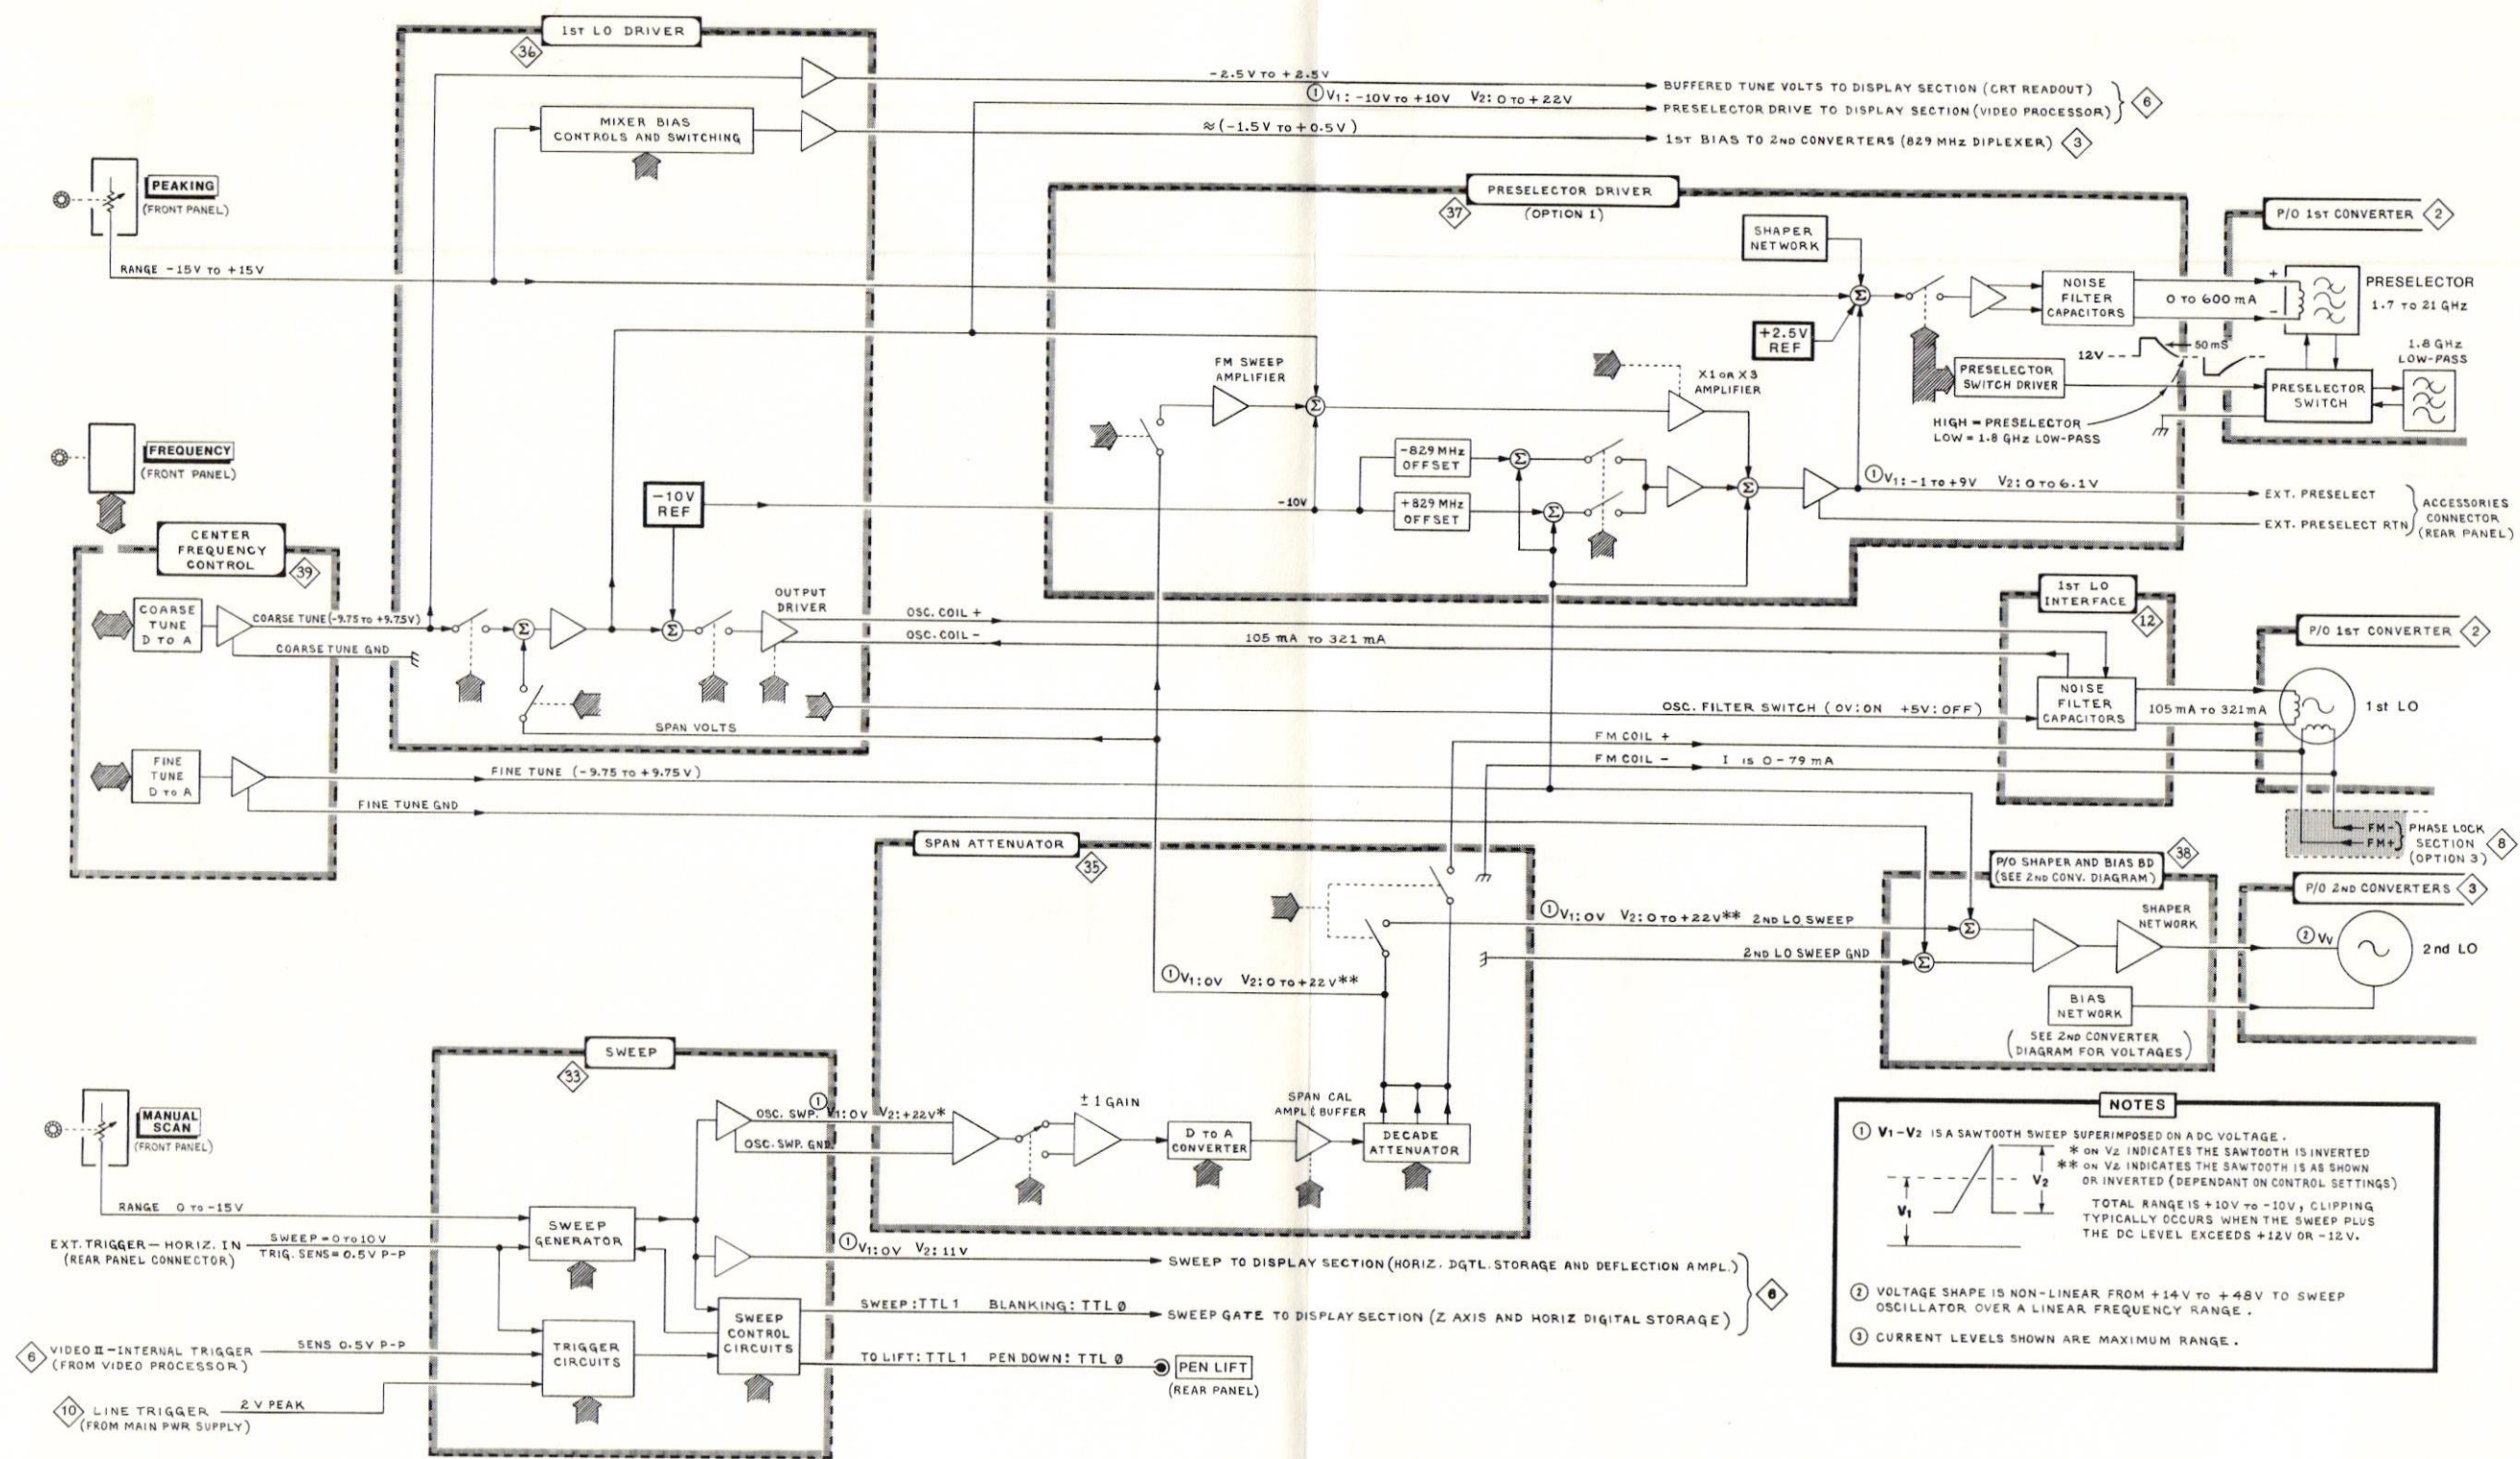 1ST LO DRIVER
36
-2.5V TO +2.5V
BUFFERED TUNE VOLTS TO DISPLAY SECTION (CRT READOUT)
① V1: -10V TO +10V V2: 0 TO +22V
PRESELECTOR DRIVE TO DISPLAY SECTION (VIDEO PROCESSOR)
6
≈(-1.5V TO +0.5V)
1ST BIAS TO 2ND CONVERTERS (829 MHz DIPLEXER)
3
MIXER BIAS
CONTROLS AND SWITCHING
PEAKING
(FRONT PANEL)
RANGE -15V TO +15V
PRESELECTOR DRIVER
37
(OPTION 1)
P/O 1ST CONVERTER
2
SHAPER
NETWORK
+2.5V
REF
Σ
NOISE
FILTER
CAPACITORS
0 TO 600 mA
+
-
PRESELECTOR
1.7 TO 21 GHz
12V
50 mS
1.8 GHz
LOW-PASS
PRESELECTOR
SWITCH DRIVER
PRESELECTOR
SWITCH
HIGH = PRESELECTOR
LOW = 1.8 GHz LOW-PASS
FM SWEEP
AMPLIFIER
Σ
X1 OR X3
AMPLIFIER
-829 MHz
OFFSET
Σ
+829 MHz
OFFSET
Σ
Σ
-10V
① V1: -1 TO +9V V2: 0 TO 6.1V
EXT. PRESELECT
EXT. PRESELECT RTN
ACCESSORIES
CONNECTOR
(REAR PANEL)
FREQUENCY
(FRONT PANEL)
CENTER
FREQUENCY
CONTROL
39
-10V
REF
COARSE
TUNE
D TO A
COARSE TUNE (-9.75 TO +9.75V)
COARSE TUNE GND
Σ
Σ
OUTPUT
DRIVER
OSC. COIL +
OSC. COIL -
105 mA TO 321 mA
1ST LO
INTERFACE
12
P/O 1ST CONVERTER
2
NOISE
FILTER
CAPACITORS
105 mA TO 321 mA
1st LO
OSC. FILTER SWITCH (0V: ON +5V: OFF)
SPAN VOLTS
FM COIL +
FM COIL -
I IS 0-79 mA
FINE
TUNE
D TO A
FINE TUNE (-9.75 TO +9.75V)
FINE TUNE GND
FM-
FM+
PHASE LOCK
SECTION
(OPTION 3)
8
SPAN ATTENUATOR
35
P/O SHAPER AND BIAS BD
(SEE 2ND CONV. DIAGRAM)
38
P/O 2ND CONVERTERS
3
① V1: 0V V2: 0 TO +22V** 2ND LO SWEEP
2ND LO SWEEP GND
Σ
Σ
SHAPER
NETWORK
② VV
2nd LO
BIAS
NETWORK
(SEE 2ND CONVERTER
DIAGRAM FOR VOLTAGES)
① V1: 0V V2: 0 TO +22V**
SWEEP
33
MANUAL
SCAN
(FRONT PANEL)
① OSC. SWP. V1: 0V V2: +22V*
OSC. SWP. GND.
± 1 GAIN
D TO A
CONVERTER
SPAN CAL
AMPL & BUFFER
DECADE
ATTENUATOR
RANGE 0 TO -15V
EXT. TRIGGER - HORIZ. IN
(REAR PANEL CONNECTOR)
SWEEP = 0 TO 10V
TRIG. SENS = 0.5V P-P
SWEEP
GENERATOR
① V1: 0V V2: 11V
SWEEP TO DISPLAY SECTION (HORIZ. DGTL. STORAGE AND DEFLECTION AMPL.)
SWEEP: TTL 1 BLANKING: TTL 0
SWEEP GATE TO DISPLAY SECTION (Z AXIS AND HORIZ DIGITAL STORAGE)
6
SWEEP
CONTROL
CIRCUITS
TO LIFT: TTL 1 PEN DOWN: TTL 0
PEN LIFT
(REAR PANEL)
6
VIDEO II - INTERNAL TRIGGER
(FROM VIDEO PROCESSOR)
SENS 0.5V P-P
TRIGGER
CIRCUITS
10
LINE TRIGGER
(FROM MAIN PWR SUPPLY)
2 V PEAK
NOTES
① V1-V2 IS A SAWTOOTH SWEEP SUPERIMPOSED ON A DC VOLTAGE.
* ON V2 INDICATES THE SAWTOOTH IS INVERTED
** ON V2 INDICATES THE SAWTOOTH IS AS SHOWN
OR INVERTED (DEPENDANT ON CONTROL SETTINGS)
V1
V2
TOTAL RANGE IS +10V TO -10V, CLIPPING
TYPICALLY OCCURS WHEN THE SWEEP PLUS
THE DC LEVEL EXCEEDS +12V OR -12V.
② VOLTAGE SHAPE IS NON-LINEAR FROM +14V TO +48V TO SWEEP
OSCILLATOR OVER A LINEAR FREQUENCY RANGE.
③ CURRENT LEVELS SHOWN ARE MAXIMUM RANGE.